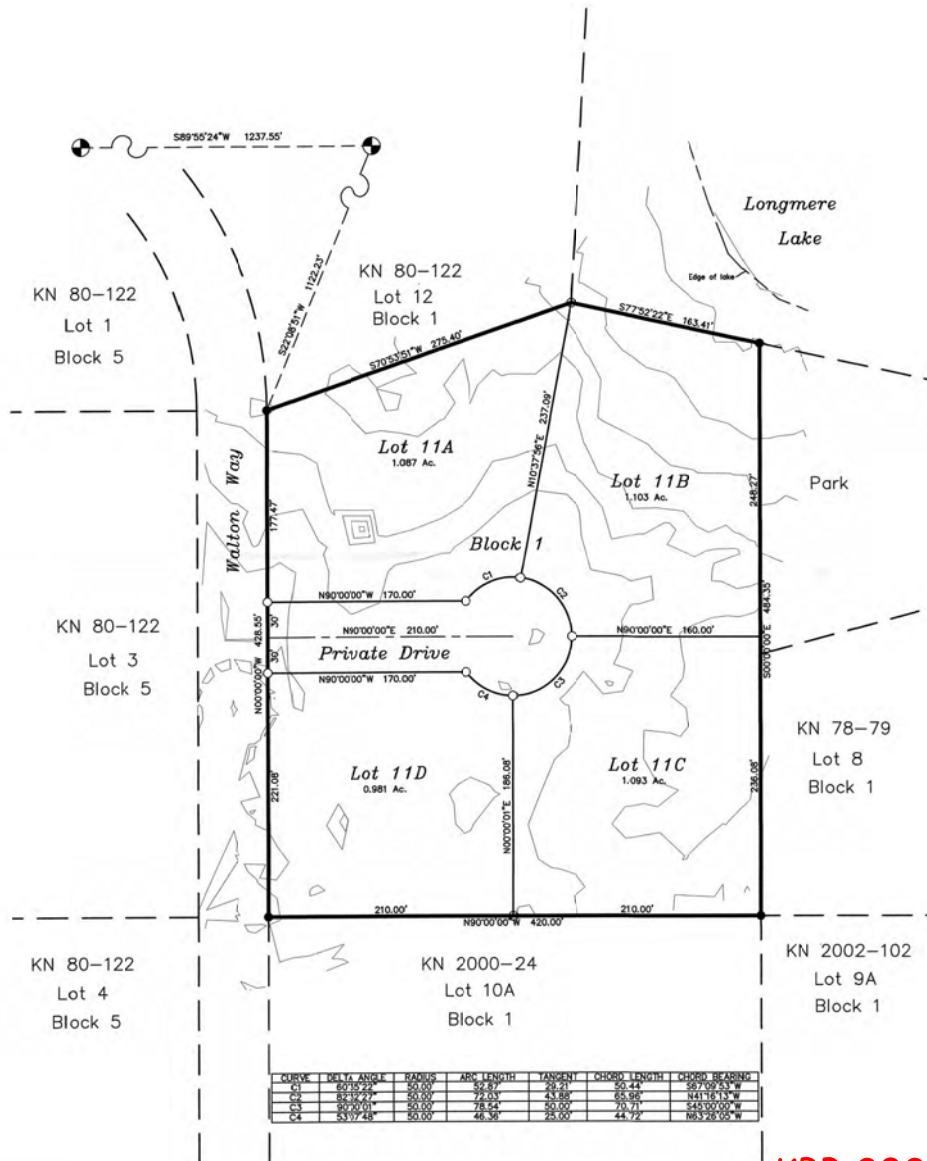 S89°55'24"W 1237.55'
S22°08'51"W 1122.23'
Longmere
Lake
Edge of lake
KN 80-122
Lot 1
Block 5
KN 80-122
Lot 12
Block 1
S70°53'51"W 275.40'
S77°52'22"E 163.41'
Walton Way
177.47'
Lot 11A
1.087 Ac.
N10°37'56"E 237.09'
Lot 11B
1.103 Ac.
248.27'
Park
Block 1
C1
C2
N90°00'00"W 170.00'
30'
N90°00'00"E 210.00'
N90°00'00"E 160.00'
S00°00'00"E 484.35'
KN 80-122
Lot 3
Block 5
N00°00'00"W 428.55'
30'
Private Drive
N90°00'00"W 170.00'
C4
C3
221.08'
Lot 11D
0.981 Ac.
N00°00'01"E 186.08'
Lot 11C
1.093 Ac.
236.08'
KN 78-79
Lot 8
Block 1
210.00'
210.00'
N90°00'00"W 420.00'
KN 80-122
Lot 4
Block 5
KN 2000-24
Lot 10A
Block 1
KN 2002-102
Lot 9A
Block 1
CURVE DELTA ANGLE RADIUS ARC LENGTH TANGENT CHORD LENGTH CHORD BEARING
C1 60°15'22" 50.00' 52.87' 29.21' 50.44' S67°09'53"W
C2 82°12'27" 50.00' 72.03' 43.88' 65.96' N41°16'13"W
C3 90°00'01" 50.00' 78.54' 50.00' 70.71' S45°00'00"W
C4 53°07'48" 50.00' 46.36' 25.00' 44.72' N63°26'05"W